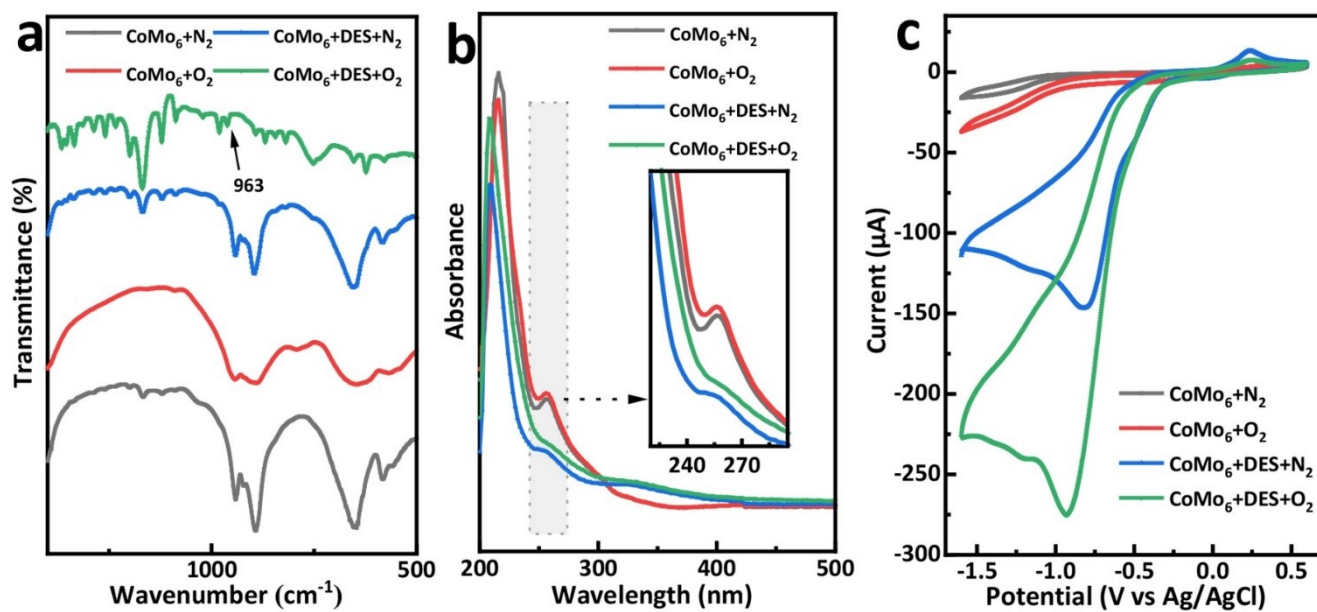 a
CoMo₆+N₂
CoMo₆+DES+N₂
CoMo₆+O₂
CoMo₆+DES+O₂
963
Transmittance (%)
1000
500
Wavenumber (cm⁻¹)
b
CoMo₆+N₂
CoMo₆+O₂
CoMo₆+DES+N₂
CoMo₆+DES+O₂
240
270
Absorbance
200
300
400
500
Wavelength (nm)
c
0
-50
-100
-150
-200
-250
-300
Current (μA)
CoMo₆+N₂
CoMo₆+O₂
CoMo₆+DES+N₂
CoMo₆+DES+O₂
-1.5
-1.0
-0.5
0.0
0.5
Potential (V vs Ag/AgCl)